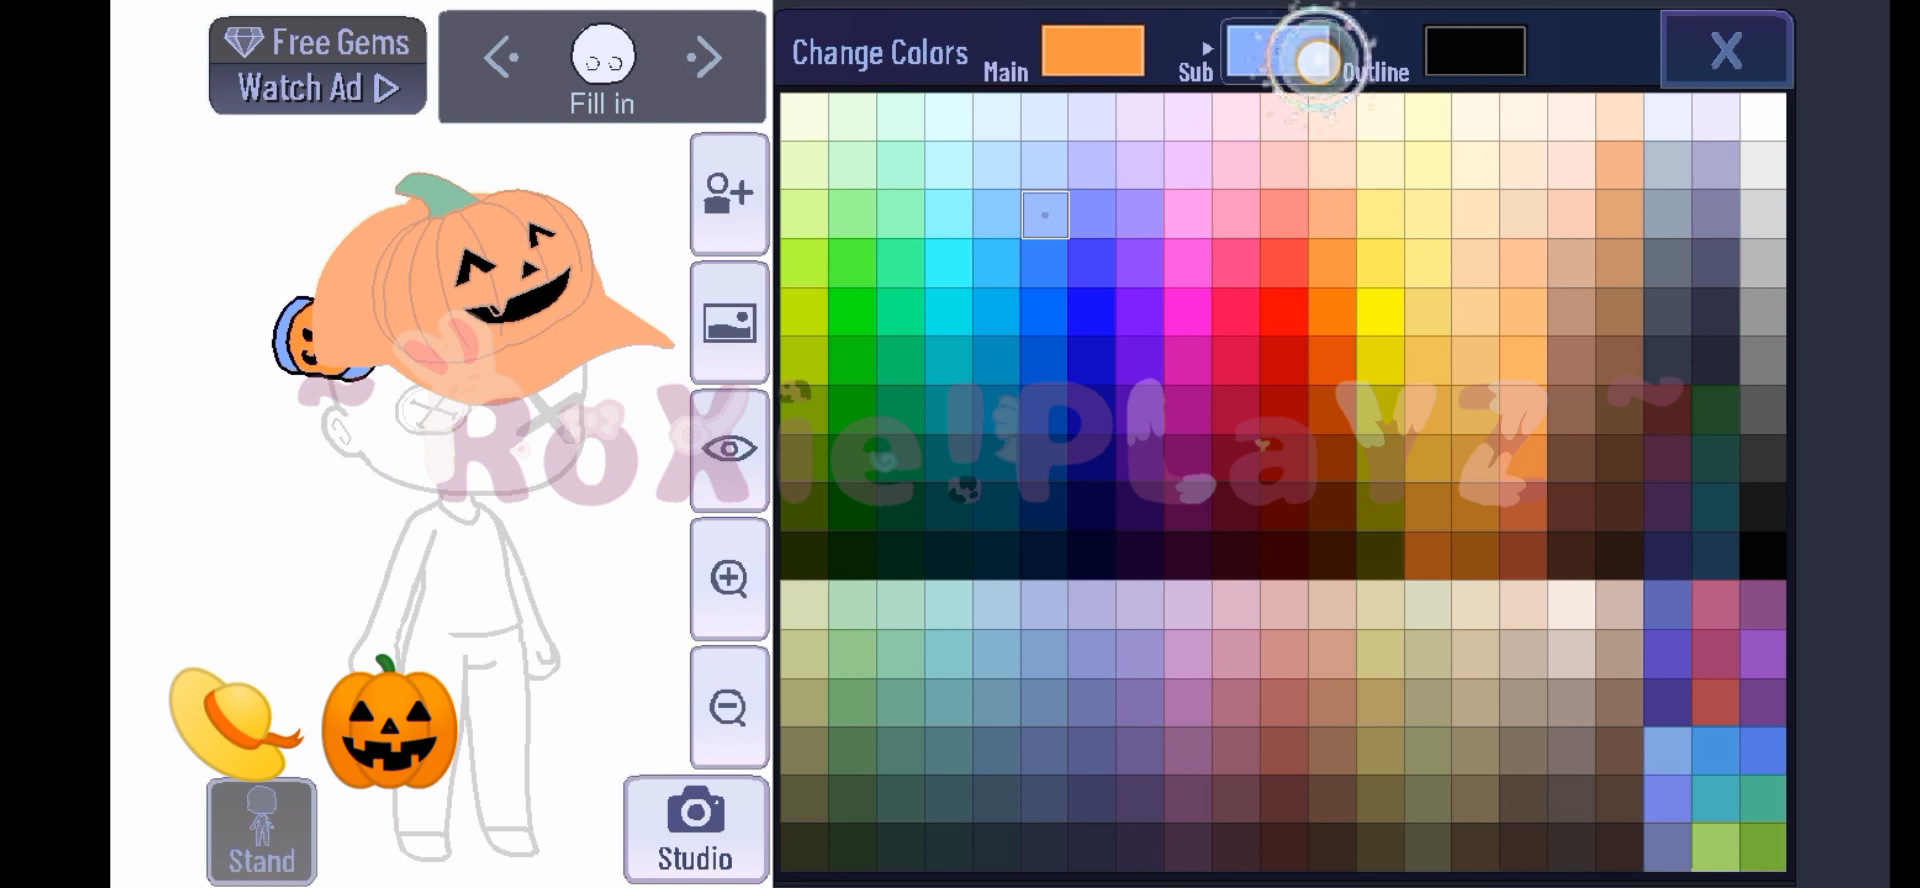 Free Gems
Watch Ad
Fill in
Change Colors
Main
Sub
Outline
X
~ RoXie!PLaYZ ~
Stand
Studio